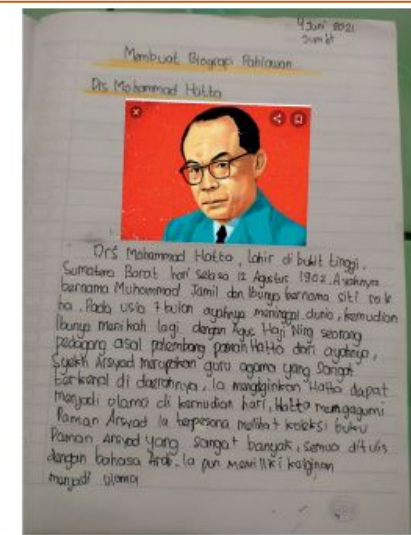 4 Juni 2021
Jum'at
Membuat Biograpi Pahlawan
Drs Mohammad Hatta
Drs Mohammad Hatta, lahir di bukit tinggi,
Sumatera Barat hari selasa 12 Agustus 1902. Ayahnya
bernama Muhammad Jamil dan Ibunya bernama siti
ha. Pada usia 7 bulan ayahnya meninggal dunia, kemudian
Ibunya menikah lagi dengan Agus Haji Ning seorang
pedagang asal palembang paman Hatta dari ayahnya,
Syekh Arsyad merupakan guru agama yang sangat
terkenal di daerahnya, Ia menginginkan Hatta dapat
menjadi ulama di kemudian hari, Hatta mengagumi
Paman Arsyad Ia terpesona melihat koleksi buku
Paman Arsyad yang sangat banyak, semua ditulis
dengan bahasa Arab. Ia pun memiliki keinginan
menjadi ulama